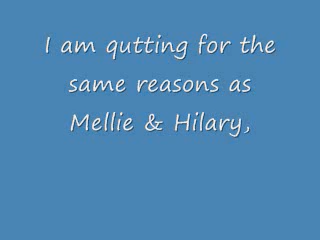 I am qutting for the
same reasons as
Mellie & Hilary,